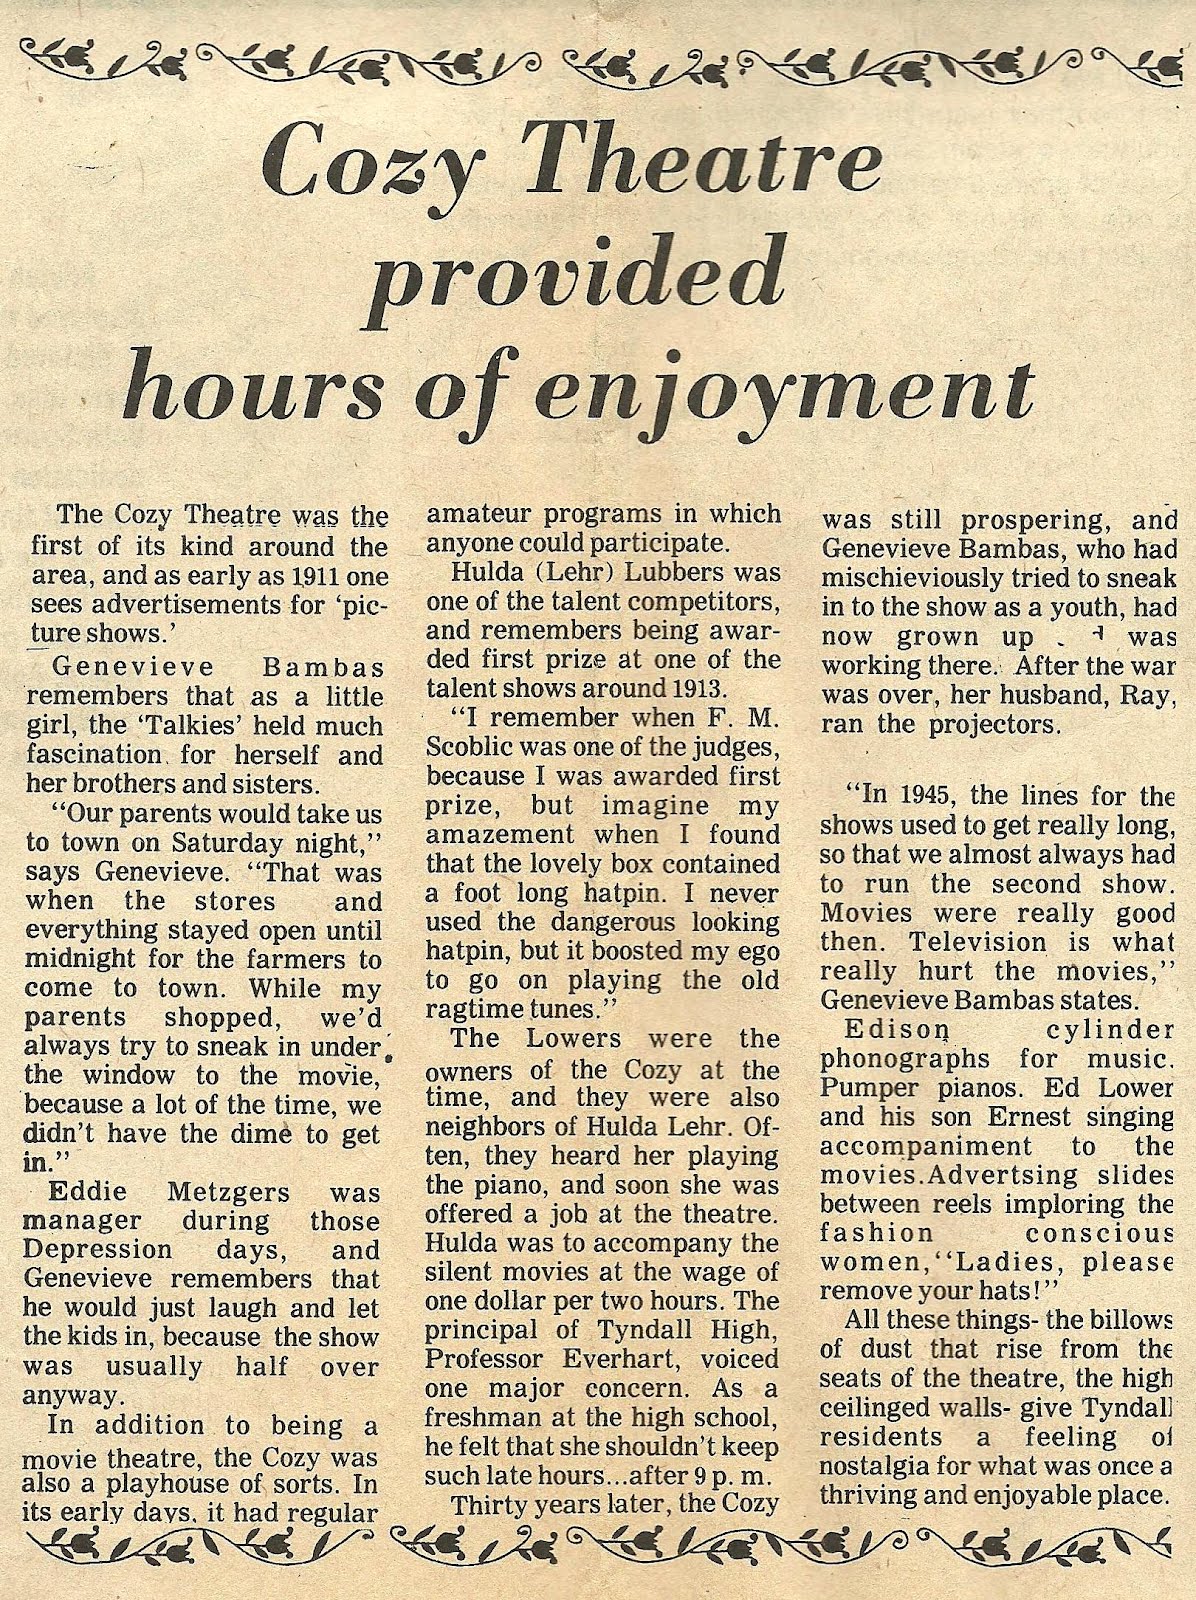 Cozy Theatre
provided
hours of enjoyment
The Cozy Theatre was the
first of its kind around the
area, and as early as 1911 one
sees advertisements for 'pic-
ture shows.'
Genevieve Bambas
remembers that as a little
girl, the 'Talkies' held much
fascination for herself and
her brothers and sisters.
"Our parents would take us
to town on Saturday night,"
says Genevieve. "That was
when the stores and
everything stayed open until
midnight for the farmers to
come to town. While my
parents shopped, we'd
always try to sneak in under
the window to the movie,
because a lot of the time, we
didn't have the dime to get
in."
Eddie Metzgers was
manager during those
Depression days, and
Genevieve remembers that
he would just laugh and let
the kids in, because the show
was usually half over
anyway.
In addition to being a
movie theatre, the Cozy was
also a playhouse of sorts. In
its early days, it had regular
amateur programs in which
anyone could participate.
Hulda (Lehr) Lubbers was
one of the talent competitors,
and remembers being awar-
ded first prize at one of the
talent shows around 1913.
"I remember when F. M.
Scoblic was one of the judges,
because I was awarded first
prize, but imagine my
amazement when I found
that the lovely box contained
a foot long hatpin. I never
used the dangerous looking
hatpin, but it boosted my ego
to go on playing the old
ragtime tunes."
The Lowers were the
owners of the Cozy at the
time, and they were also
neighbors of Hulda Lehr. Of-
ten, they heard her playing
the piano, and soon she was
offered a job at the theatre.
Hulda was to accompany the
silent movies at the wage of
one dollar per two hours. The
principal of Tyndall High,
Professor Everhart, voiced
one major concern. As a
freshman at the high school,
he felt that she shouldn't keep
such late hours...after 9 p. m.
Thirty years later, the Cozy
was still prospering, and
Genevieve Bambas, who had
mischieviously tried to sneak
in to the show as a youth, had
now grown up was
working there. After the war
was over, her husband, Ray,
ran the projectors.
"In 1945, the lines for the
shows used to get really long,
so that we almost always had
to run the second show.
Movies were really good
then. Television is what
really hurt the movies,"
Genevieve Bambas states.
Edison cylinder
phonographs for music.
Pumper pianos. Ed Lower
and his son Ernest singing
accompaniment to the
movies.Advertsing slides
between reels imploring the
fashion conscious
women,"Ladies, please
remove your hats!"
All these things- the billows
of dust that rise from the
seats of the theatre, the high
ceilinged walls- give Tyndall
residents a feeling of
nostalgia for what was once a
thriving and enjoyable place.